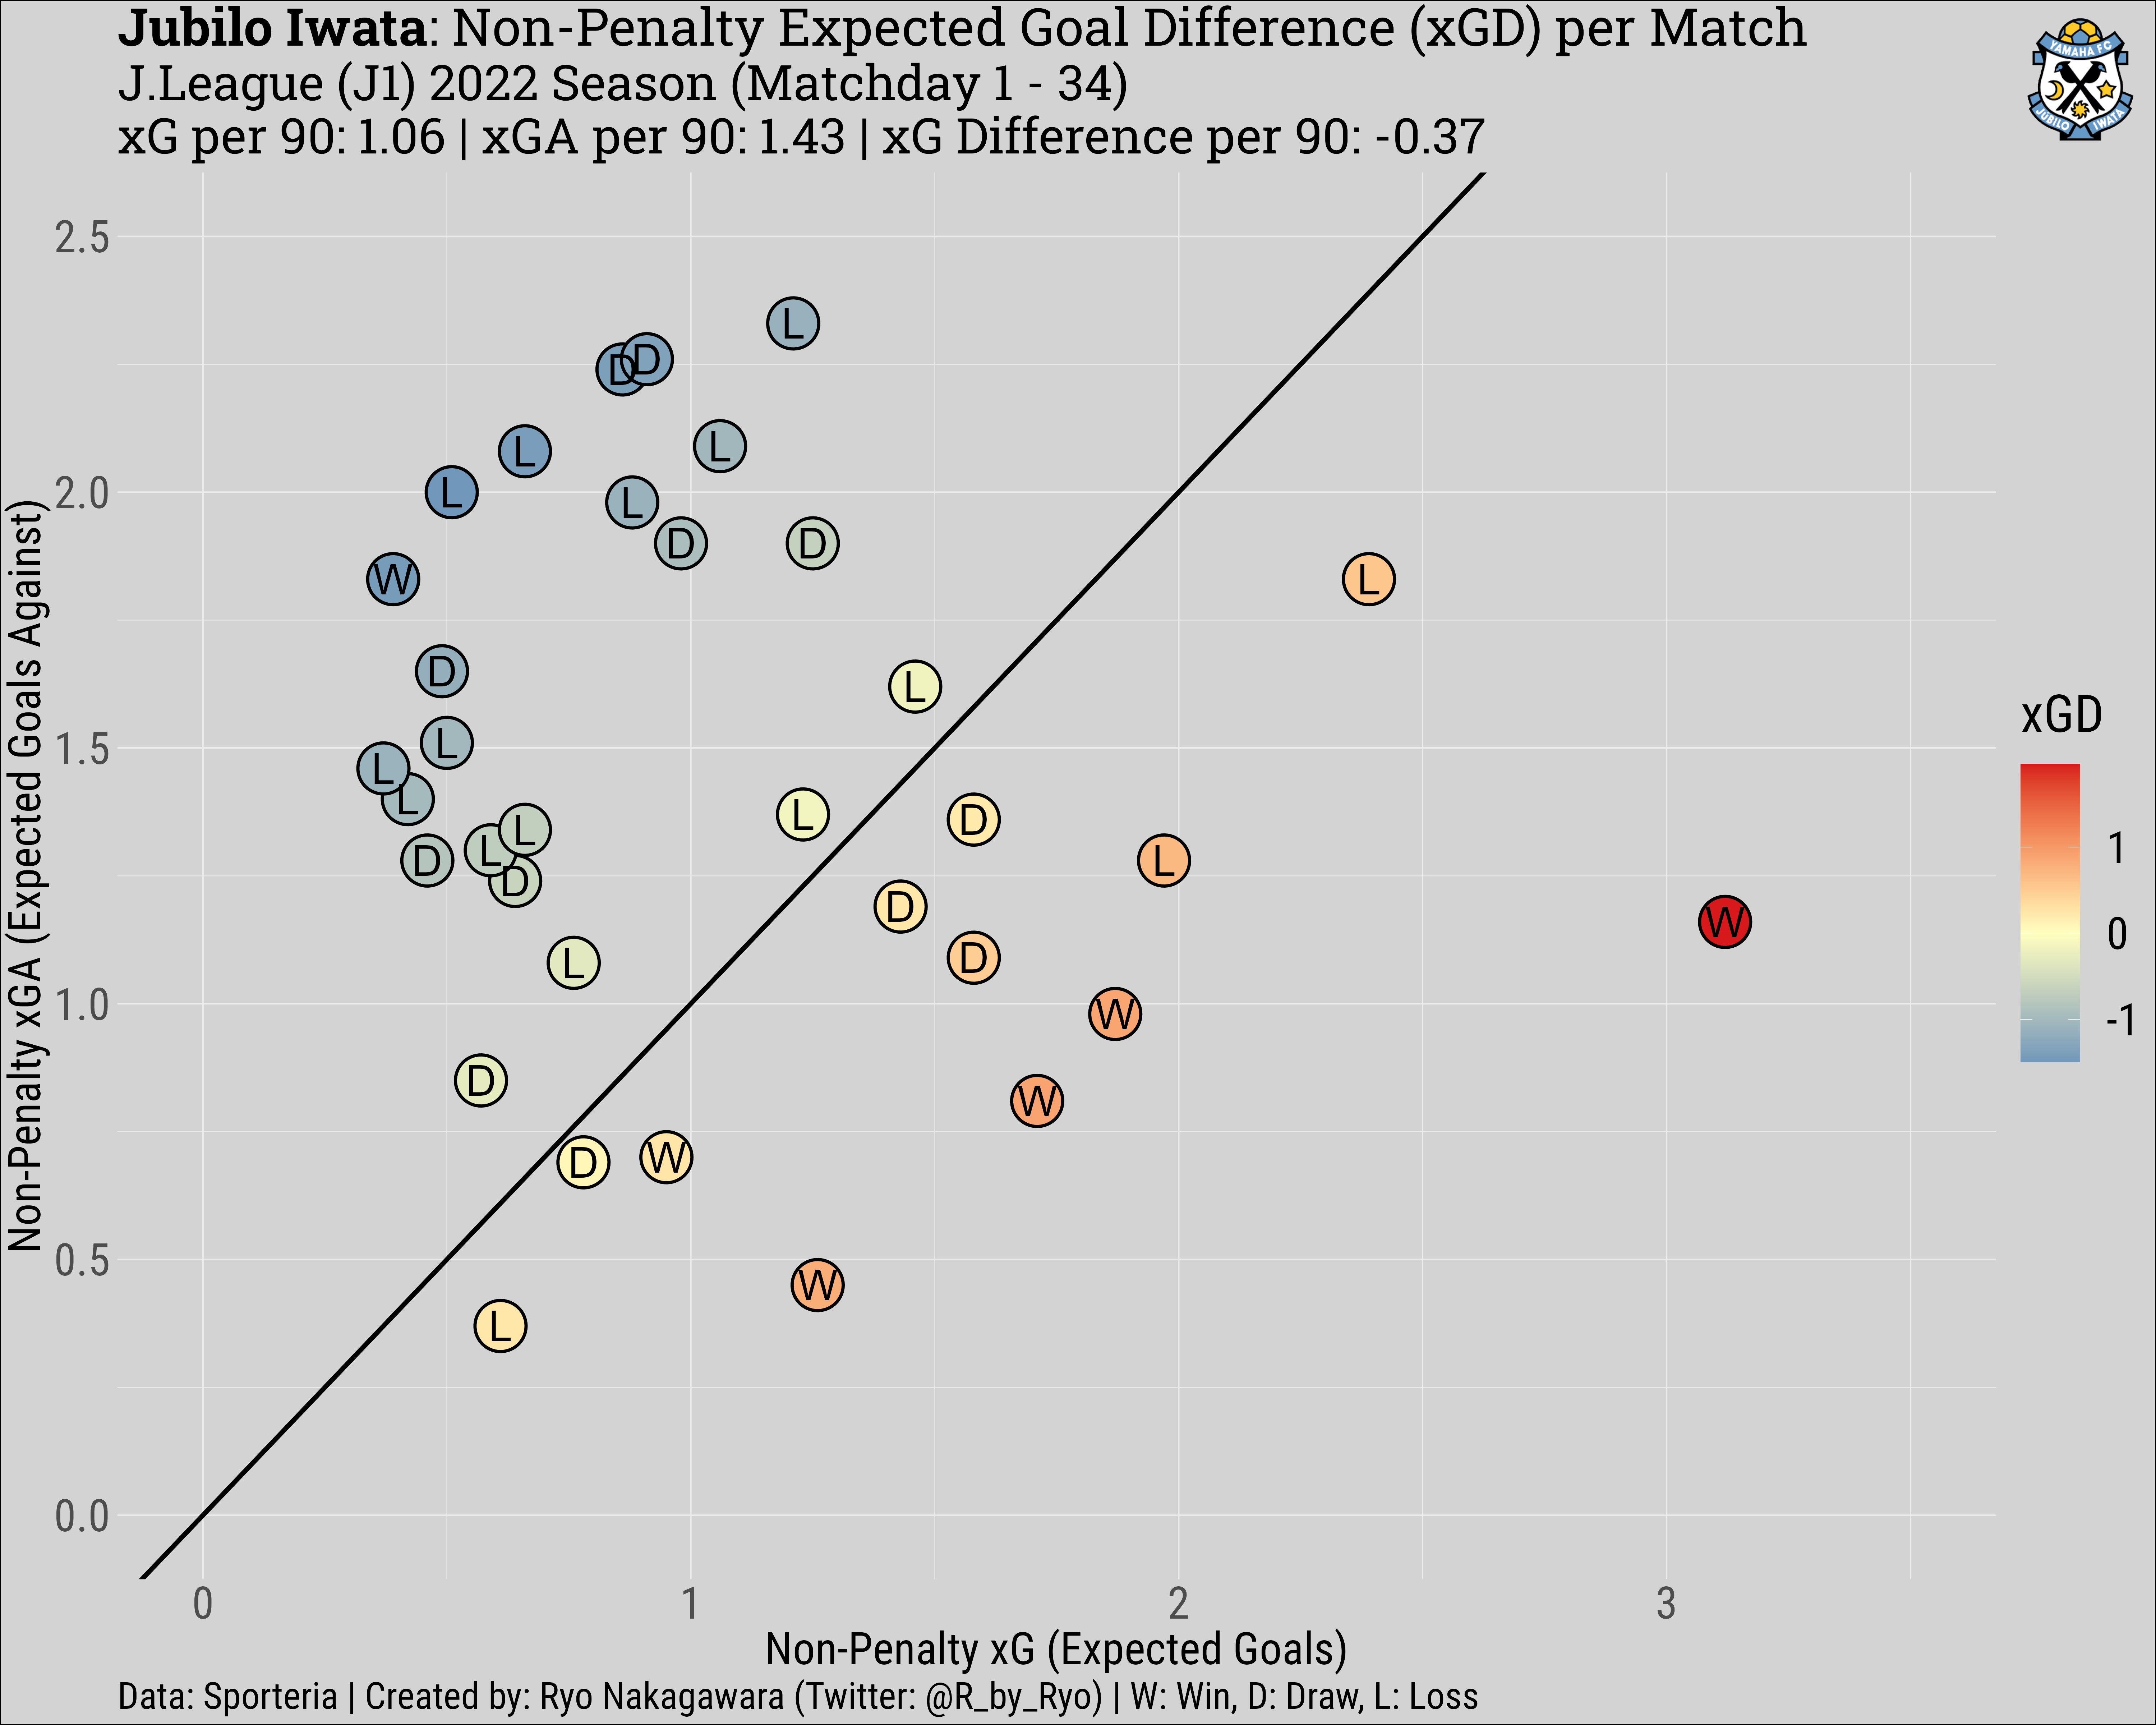 Jubilo Iwata: Non-Penalty Expected Goal Difference (xGD) per Match
J.League (J1) 2022 Season (Matchday 1 - 34)
xG per 90: 1.06 | xGA per 90: 1.43 | xG Difference per 90: -0.37
YAMAHA FC
JÚBILO IWATA
Non-Penalty xGA (Expected Goals Against)
2.5
2.0
1.5
1.0
0.5
0.0
L
D
D
L
L
L
L
D
D
W
L
D
L
L
L
L
L
D
L
D
L
D
D
L
D
W
L
D
W
D
W
D
W
W
L
xGD
1
0
-1
0
1
2
3
Non-Penalty xG (Expected Goals)
Data: Sporteria | Created by: Ryo Nakagawara (Twitter: @R_by_Ryo) | W: Win, D: Draw, L: Loss